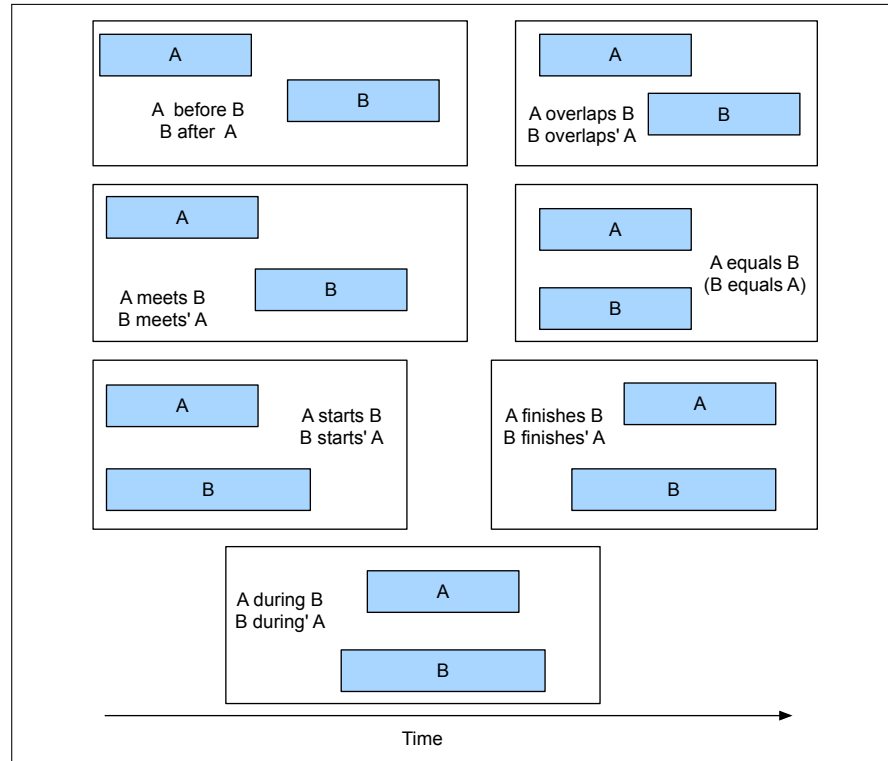 A
B
A before B
B after A
A
B
A overlaps B
B overlaps' A
A
B
A meets B
B meets' A
A
B
A equals B
(B equals A)
A
B
A starts B
B starts' A
A
B
A finishes B
B finishes' A
A
B
A during B
B during' A
Time